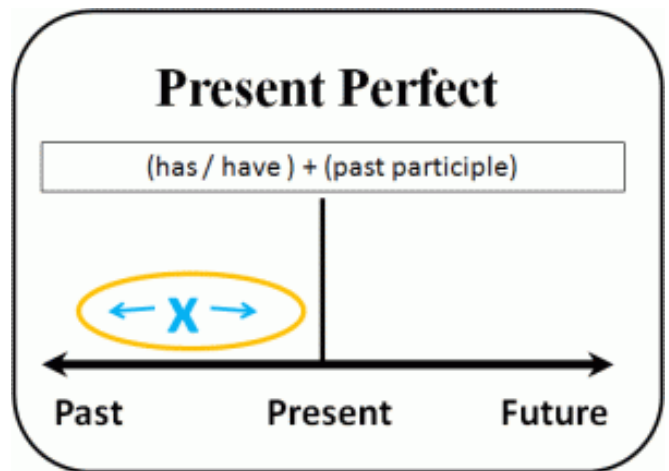 Present Perfect
(has / have ) + (past participle)
X
Past Present Future